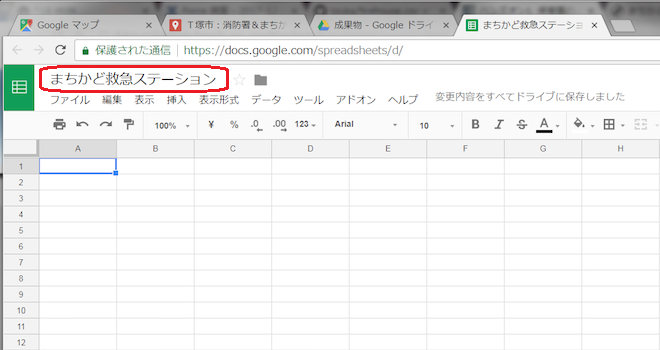 Google マップ
T塚市：消防署＆まちか
成果物 - Google ドライ
まちかど救急ステーション
保護された通信 https://docs.google.com/spreadsheets/d/
まちかど救急ステーション
ファイル 編集 表示 挿入 表示形式 データ ツール アドオン ヘルプ 変更内容をすべてドライブに保存しました
100% ¥ % .0 .00 123 Arial 10 B I S A
A B C D E F G H
1
2
3
4
5
6
7
8
9
10
11
12